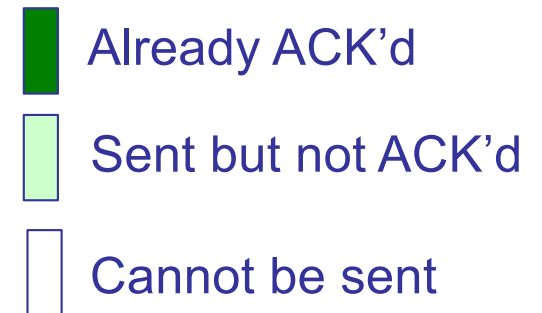 Already ACK’d
Sent but not ACK’d
Cannot be sent